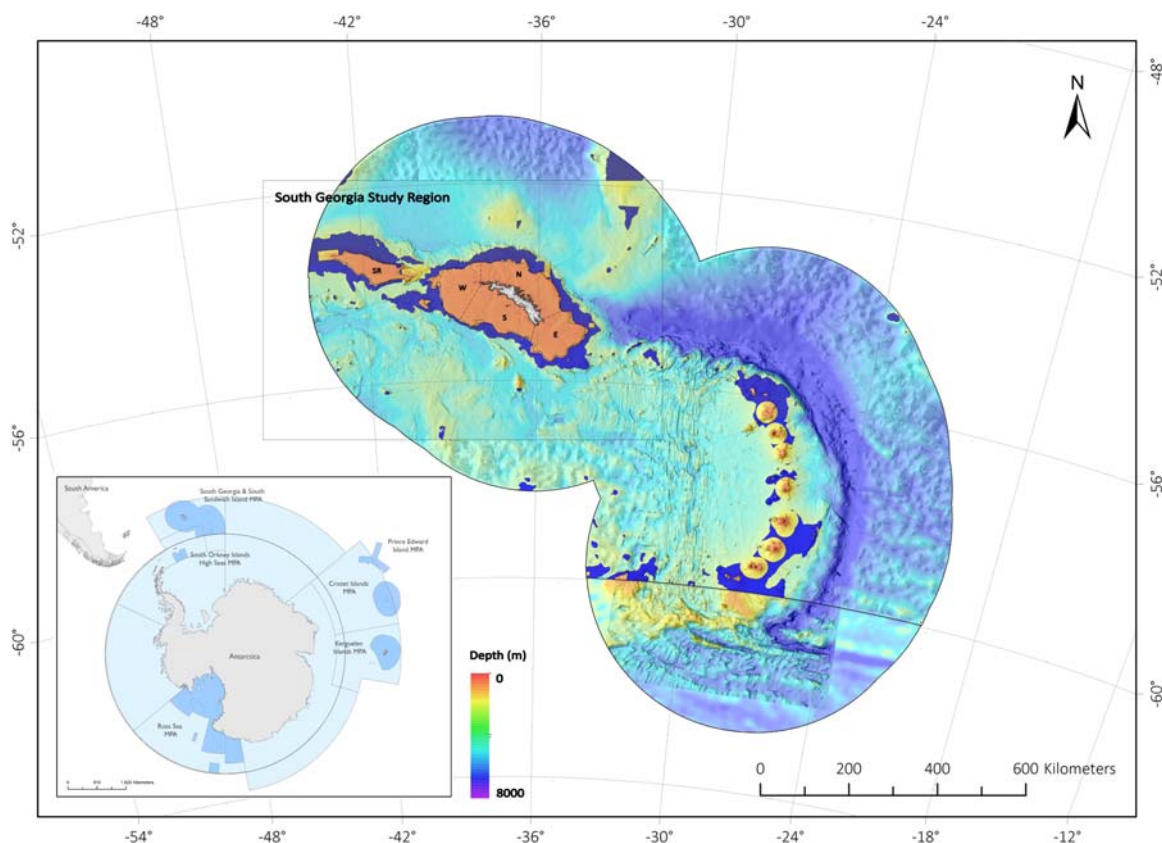 -48°
-42°
-36°
-30°
-24°
-48°
N
South Georgia Study Region
-52°
SR
N
W
S
E
-52°
-56°
-56°
South America
South Georgia & South
Sandwich Island MPA
South Orkney Islands
High Seas MPA
Prince Edward
Island MPA
Crozet Islands
MPA
Kerguelen
Islands MPA
Antarctica
Ross Sea
MPA
-60°
-60°
Depth (m)
0
8000
0 200 400 600 Kilometers
-54°
-48°
-42°
-36°
-30°
-24°
-18°
-12°